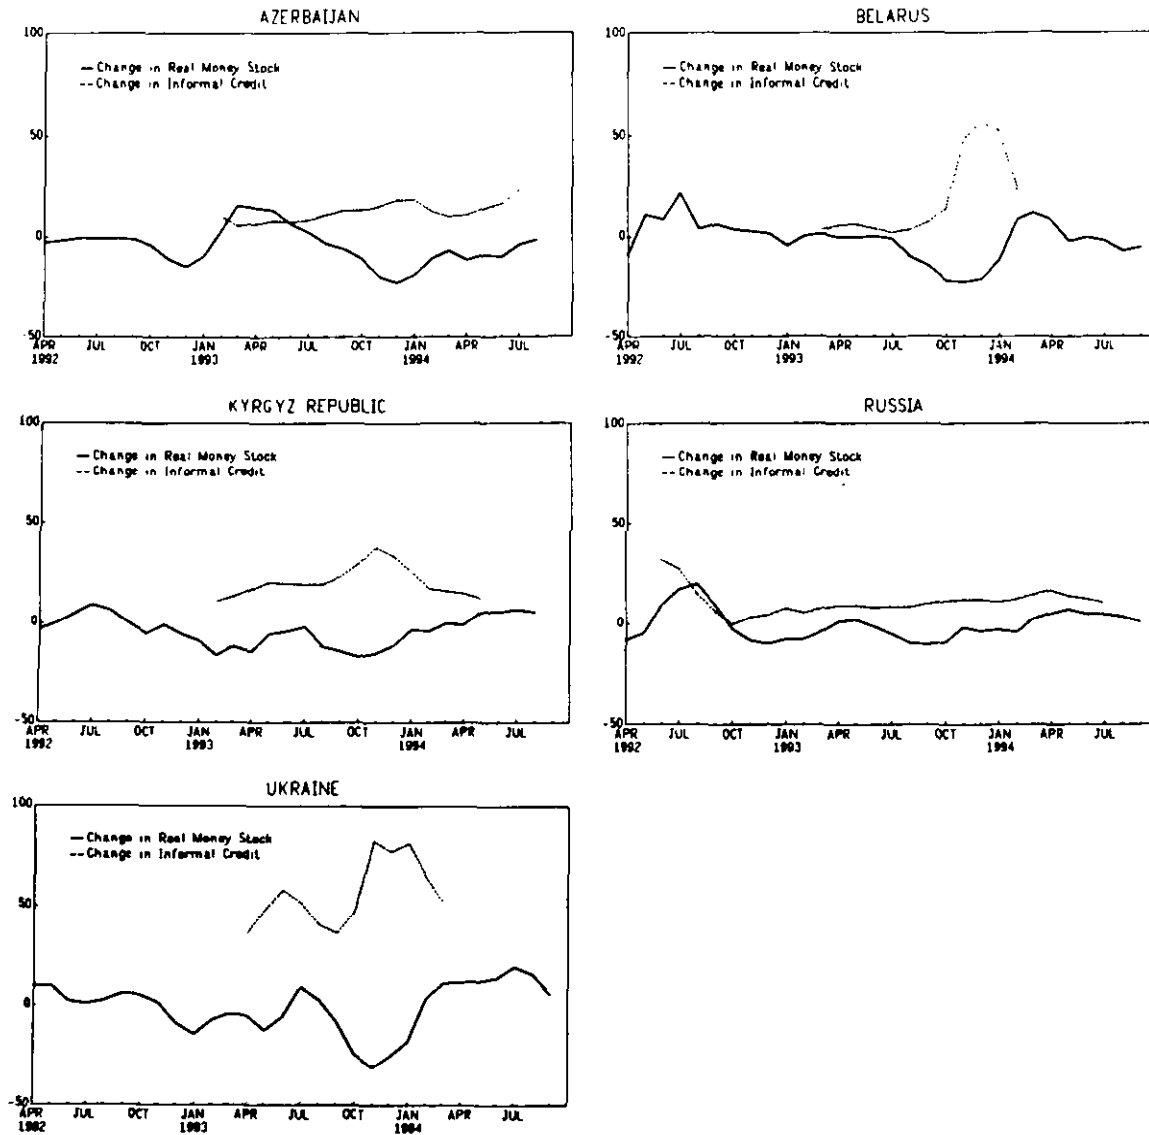 AZERBAIJAN
100
50
0
-50
— Change in Real Money Stock
-- Change in Informal Credit
APR JUL OCT JAN APR JUL OCT JAN APR JUL
1992 1993 1994
BELARUS
100
50
0
-50
— Change in Real Money Stock
-- Change in Informal Credit
APR JUL OCT JAN APR JUL OCT JAN APR JUL
1992 1993 1994
KYRGYZ REPUBLIC
100
50
0
-50
— Change in Real Money Stock
-- Change in Informal Credit
APR JUL OCT JAN APR JUL OCT JAN APR JUL
1992 1993 1994
RUSSIA
100
50
0
-50
— Change in Real Money Stock
-- Change in Informal Credit
APR JUL OCT JAN APR JUL OCT JAN APR JUL
1992 1993 1994
UKRAINE
100
50
0
-50
— Change in Real Money Stock
-- Change in Informal Credit
APR JUL OCT JAN APR JUL OCT JAN APR JUL
1992 1993 1994